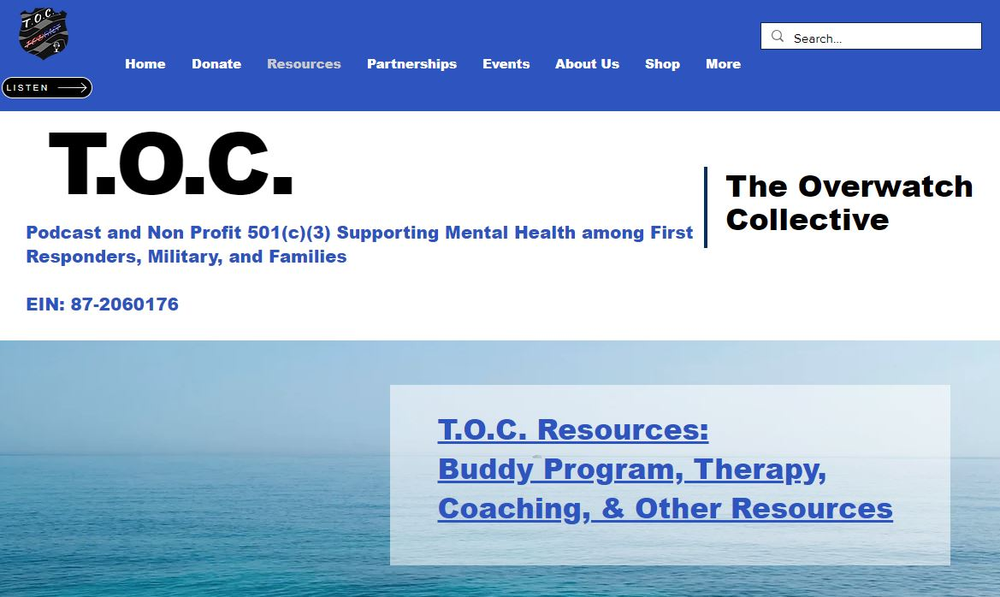 T.O.C.
PODCAST
LISTEN
Search...
Home Donate Resources Partnerships Events About Us Shop More
T.O.C.
The Overwatch
Collective
Podcast and Non Profit 501(c)(3) Supporting Mental Health among First
Responders, Military, and Families
EIN: 87-2060176
T.O.C. Resources:
Buddy Program, Therapy,
Coaching, & Other Resources